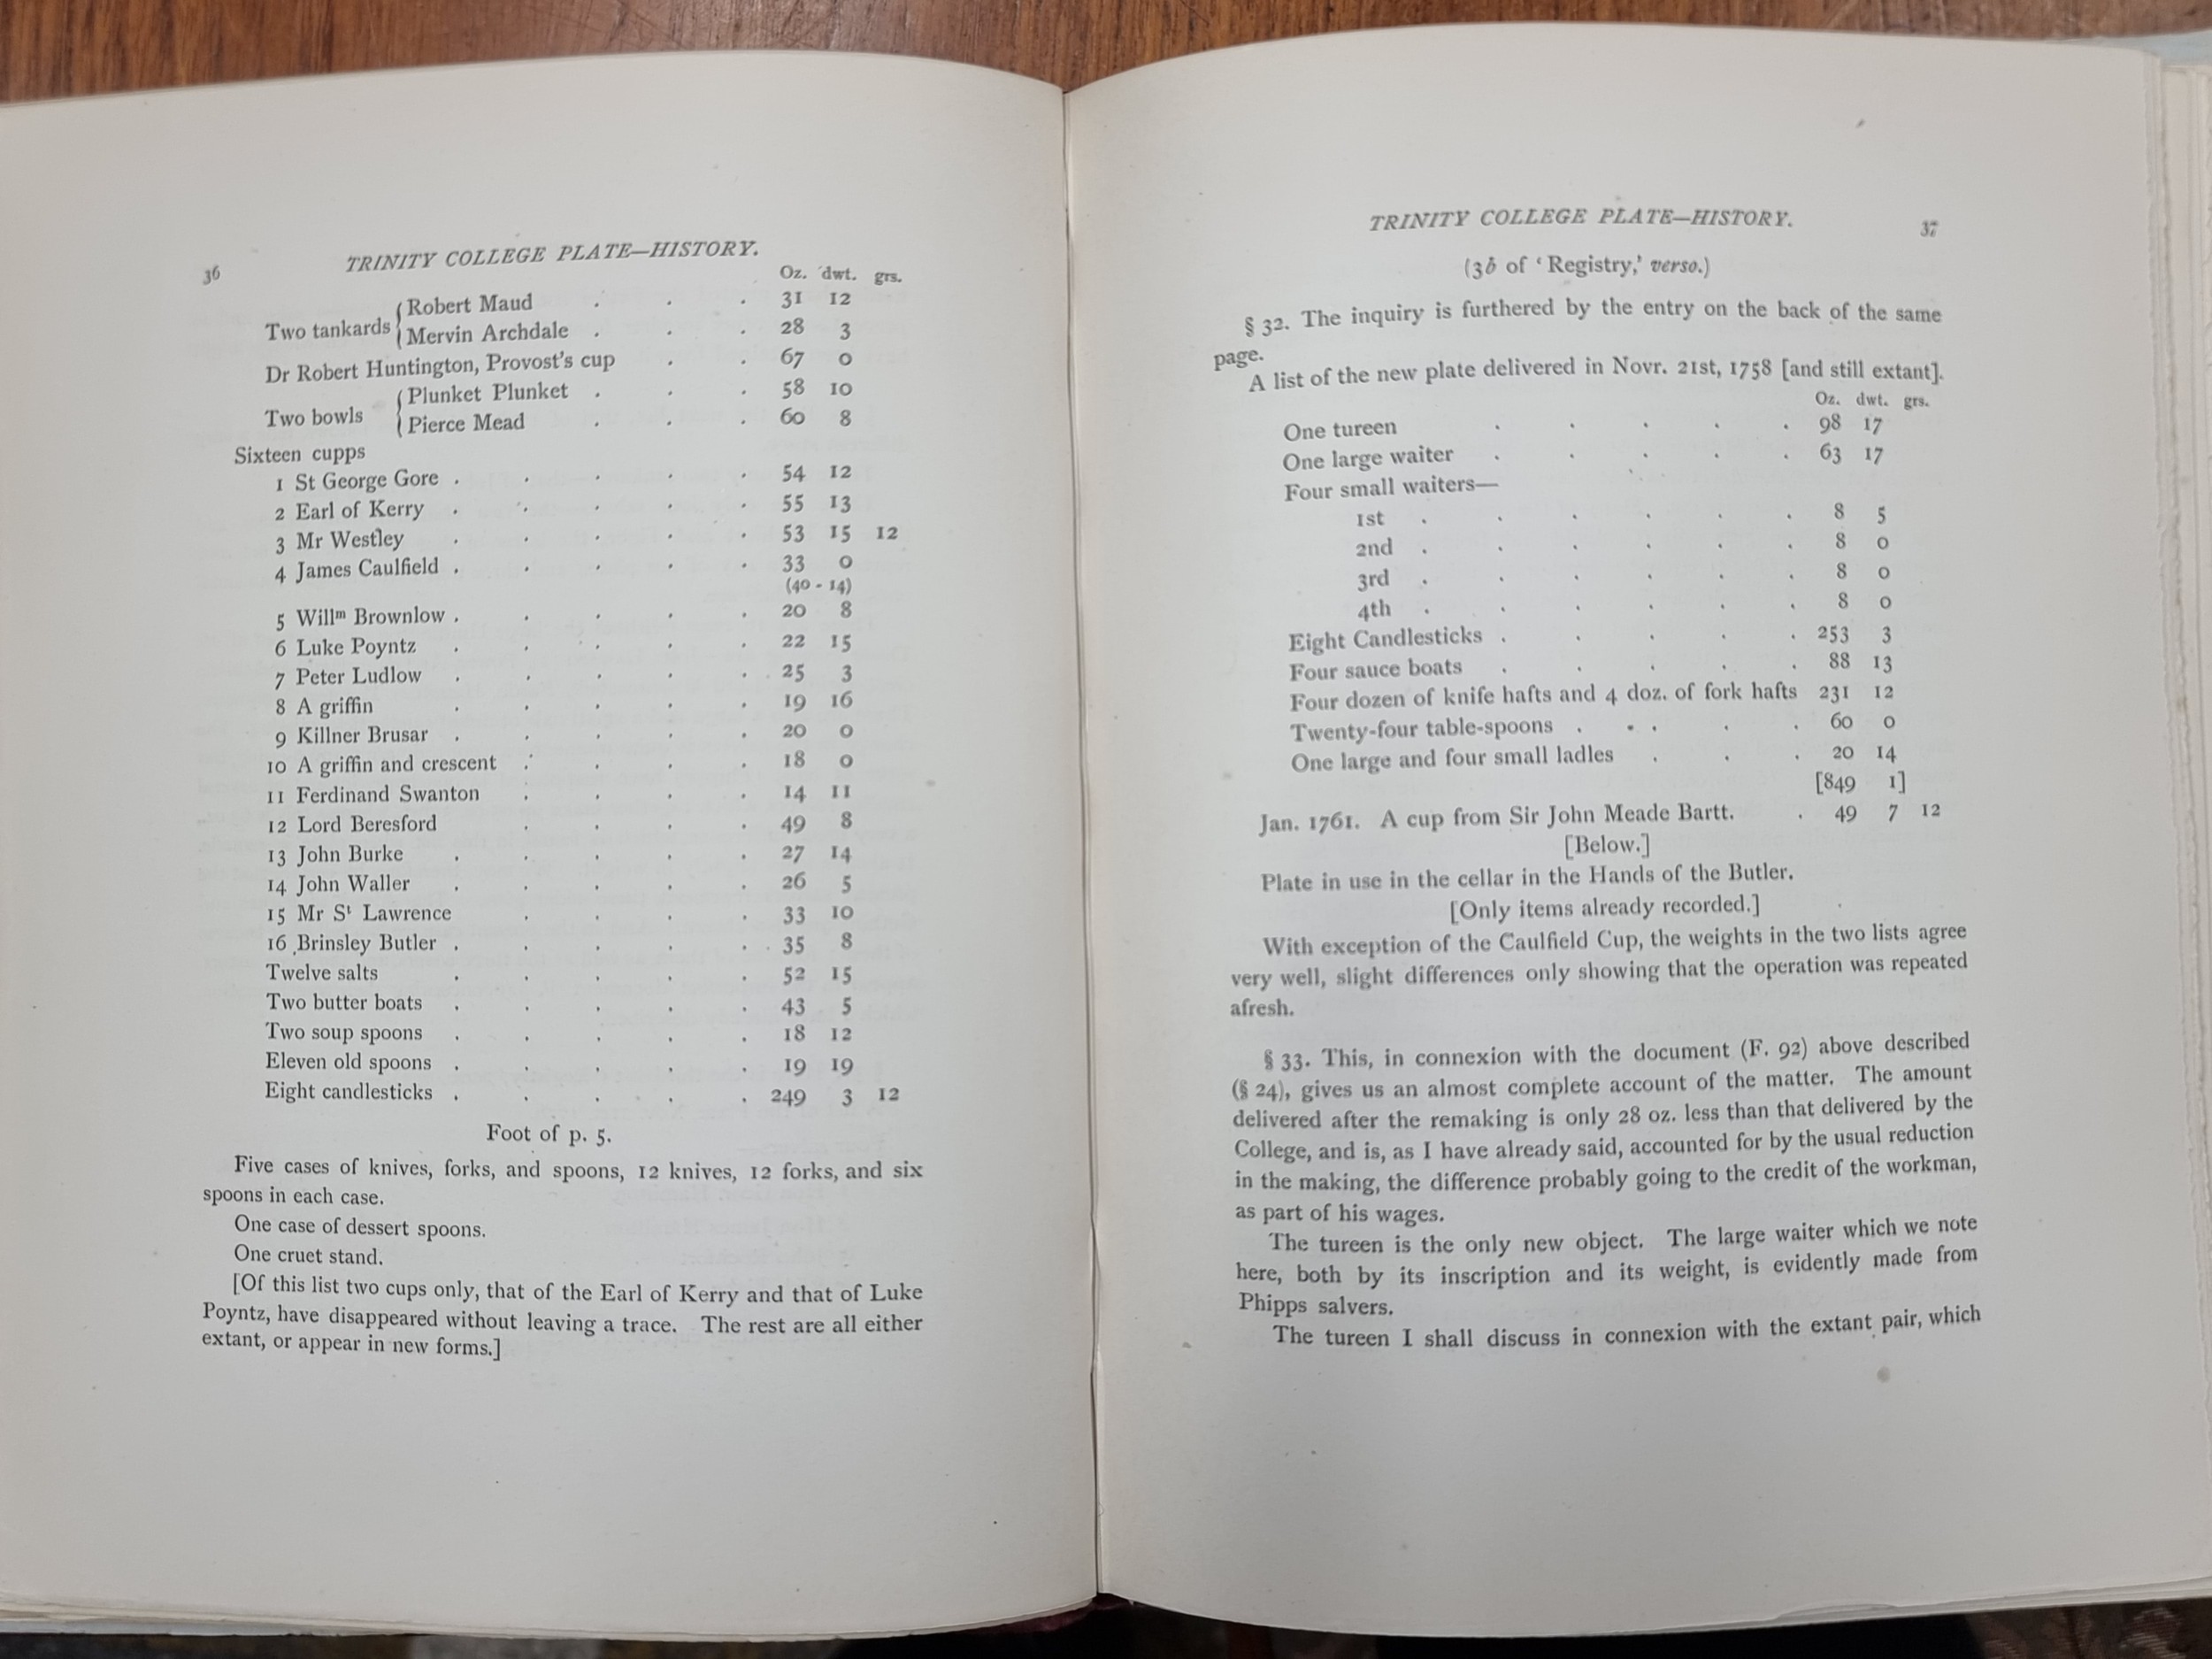 36
TRINITY COLLEGE PLATE—HISTORY.
Oz. dwt. grs.
Two tankards { Robert Maud . . . 31 12
Mervin Archdale . . . 28 3
Dr Robert Huntington, Provost's cup . . 67 0
Two bowls { Plunket Plunket . . . 58 10
Pierce Mead . . . 60 8
Sixteen cupps
1 St George Gore . . . . . 54 12
2 Earl of Kerry . . . . . 55 13
3 Mr Westley . . . . . 53 15 12
4 James Caulfield . . . . . 33 0
(40 - 14)
5 Willm Brownlow . . . . . 20 8
6 Luke Poyntz . . . . . 22 15
7 Peter Ludlow . . . . . 25 3
8 A griffin . . . . . 19 16
9 Killner Brusar . . . . . 20 0
10 A griffin and crescent . . . . 18 0
11 Ferdinand Swanton . . . . 14 11
12 Lord Beresford . . . . 49 8
13 John Burke . . . . . 27 14
14 John Waller . . . . . 26 5
15 Mr St Lawrence . . . . 33 10
16 Brinsley Butler . . . . . 35 8
Twelve salts . . . . . 52 15
Two butter boats . . . . . 43 5
Two soup spoons . . . . . 18 12
Eleven old spoons . . . . . 19 19
Eight candlesticks . . . . . 249 3 12
Foot of p. 5.
Five cases of knives, forks, and spoons, 12 knives, 12 forks, and six
spoons in each case.
One case of dessert spoons.
One cruet stand.
[Of this list two cups only, that of the Earl of Kerry and that of Luke
Poyntz, have disappeared without leaving a trace. The rest are all either
extant, or appear in new forms.]
TRINITY COLLEGE PLATE—HISTORY.
37
(3b of 'Registry,' verso.)
§ 32. The inquiry is furthered by the entry on the back of the same
page.
A list of the new plate delivered in Novr. 21st, 1758 [and still extant].
Oz. dwt. grs.
One tureen . . . . . 98 17
One large waiter . . . . . 63 17
Four small waiters—
1st . . . . . . 8 5
2nd . . . . . . 8 0
3rd . . . . . . 8 0
4th . . . . . . 8 0
Eight Candlesticks . . . . . 253 3
Four sauce boats . . . . . 88 13
Four dozen of knife hafts and 4 doz. of fork hafts 231 12
Twenty-four table-spoons . . . . . 60 0
One large and four small ladles . . . 20 14
[849 1]
Jan. 1761. A cup from Sir John Meade Bartt. . 49 7 12
[Below.]
Plate in use in the cellar in the Hands of the Butler.
[Only items already recorded.]
With exception of the Caulfield Cup, the weights in the two lists agree
very well, slight differences only showing that the operation was repeated
afresh.
§ 33. This, in connexion with the document (F. 92) above described
(§ 24), gives us an almost complete account of the matter. The amount
delivered after the remaking is only 28 oz. less than that delivered by the
College, and is, as I have already said, accounted for by the usual reduction
in the making, the difference probably going to the credit of the workman,
as part of his wages.
The tureen is the only new object. The large waiter which we note
here, both by its inscription and its weight, is evidently made from
Phipps salvers.
The tureen I shall discuss in connexion with the extant pair, which